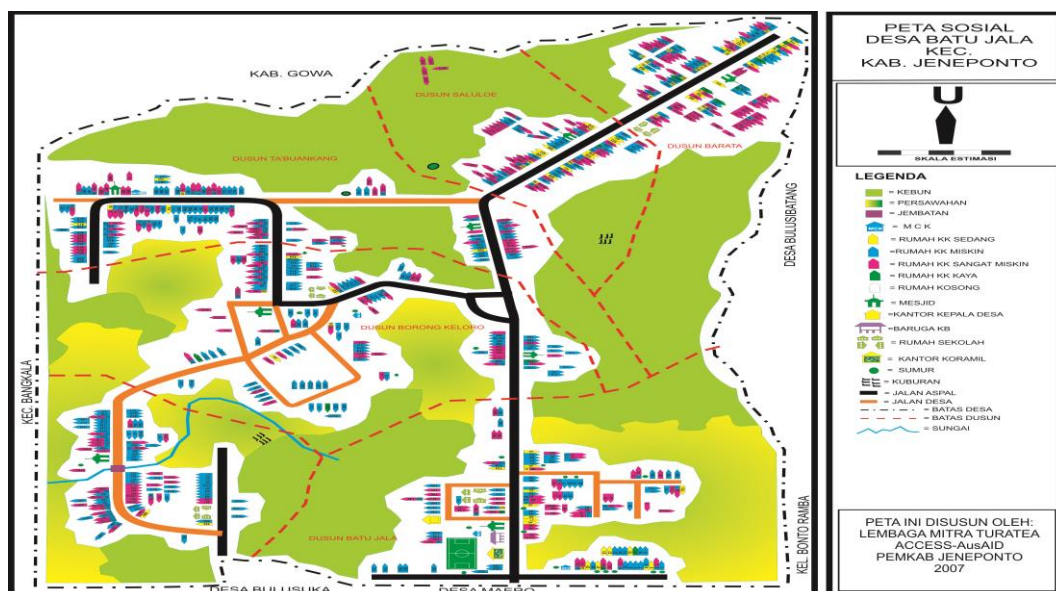 KAB. GOWA
DUSUN SALULOE
DUSUN TA'BUANKANG
DUSUN BARATA
DESA BULUSIBATANG
KEC. BANGKALA
DUSUN BORONG KELORO
DUSUN BATU JALA
KEL. BONTO RAMBA
DESA BULUSUKA
DESA MAERO
PETA SOSIAL
DESA BATU JALA
KEC.
KAB. JENEPONTO
U
SKALA ESTIMASI
LEGENDA
= KEBUN
= PERSAWAHAN
= JEMBATAN
= M C K
= RUMAH KK SEDANG
= RUMAH KK MISKIN
= RUMAH KK SANGAT MISKIN
= RUMAH KK KAYA
= RUMAH KOSONG
= MESJID
=KANTOR KEPALA DESA
=BARUGA KB
= RUMAH SEKOLAH
= KANTOR KORAMIL
= SUMUR
= KUBURAN
= JALAN ASPAL
= JALAN DESA
= BATAS DESA
= BATAS DUSUN
= SUNGAI
PETA INI DISUSUN OLEH:
LEMBAGA MITRA TURATEA
ACCESS-AusAID
PEMKAB JENEPONTO
2007